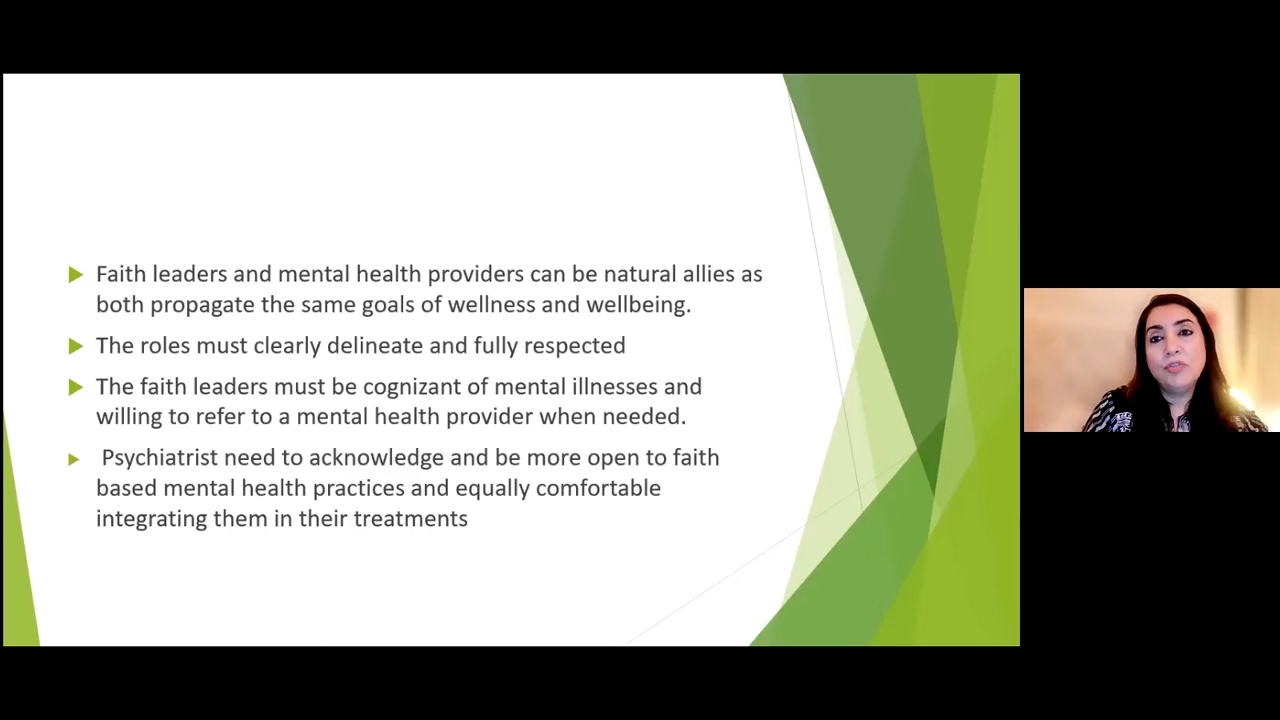 Faith leaders and mental health providers can be natural allies as
both propagate the same goals of wellness and wellbeing.
The roles must clearly delineate and fully respected
The faith leaders must be cognizant of mental illnesses and
willing to refer to a mental health provider when needed.
Psychiatrist need to acknowledge and be more open to faith
based mental health practices and equally comfortable
integrating them in their treatments